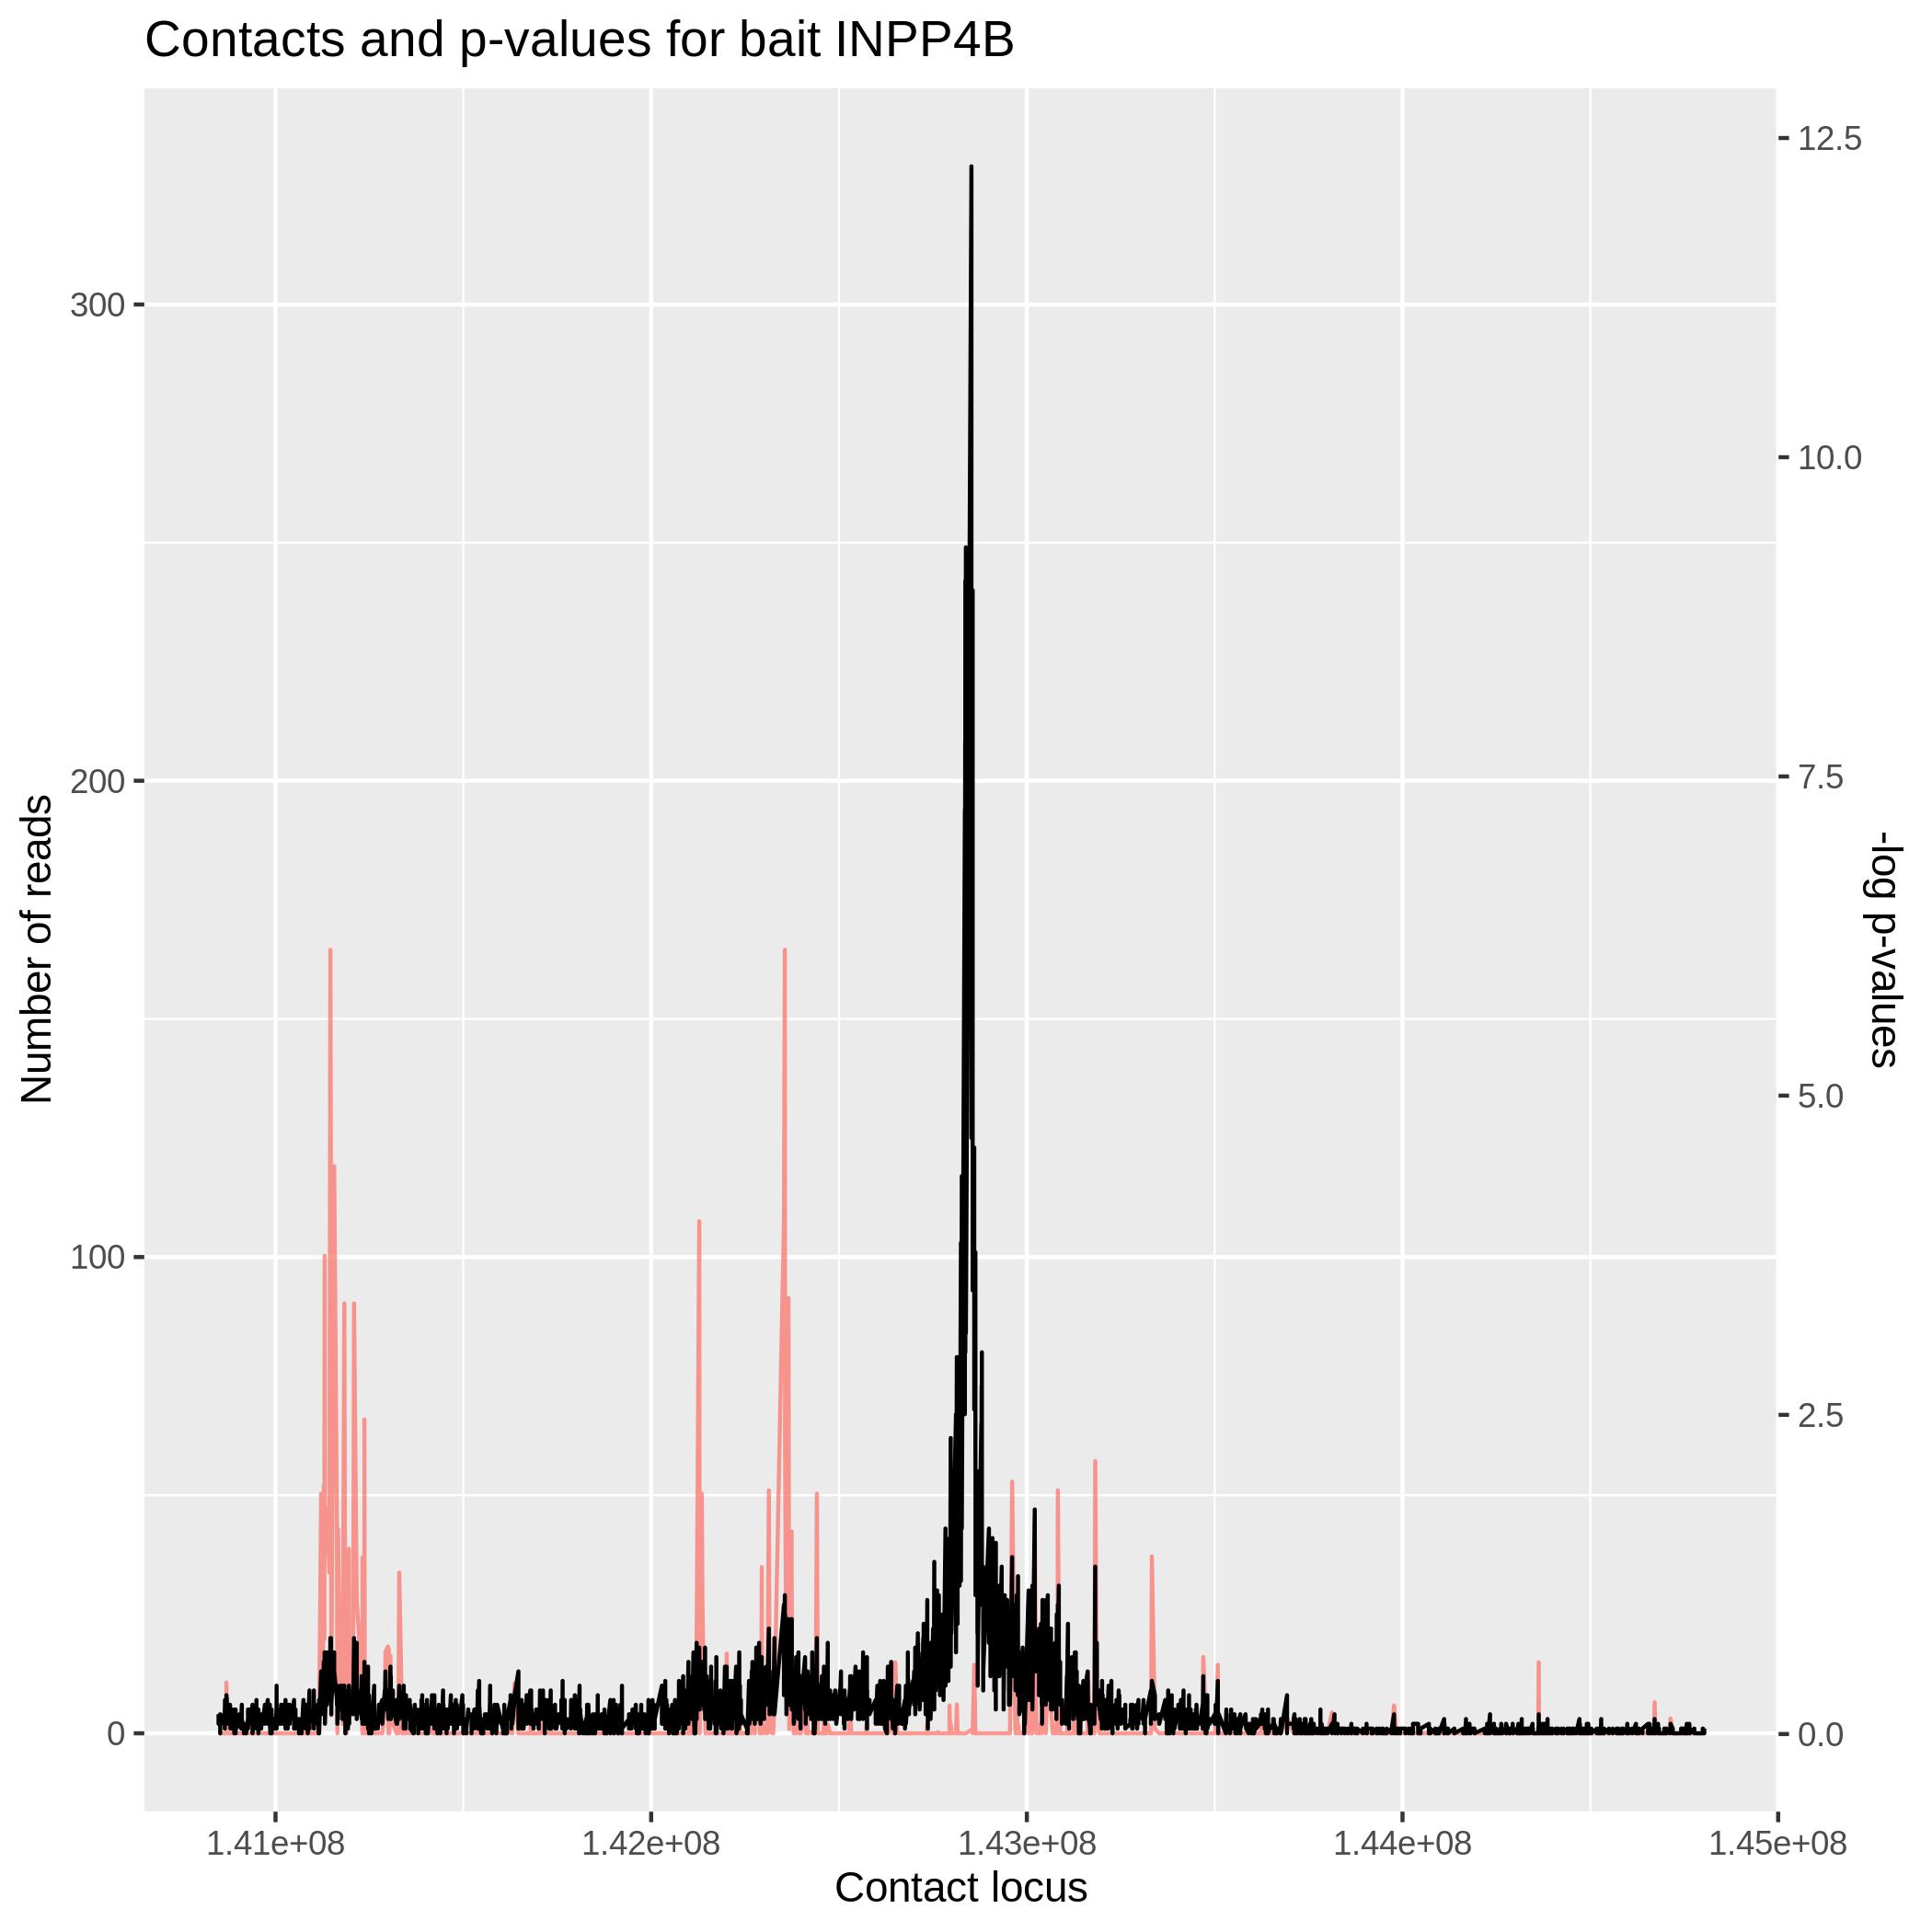 Contacts and p-values for bait INPP4B
12.5
300
10.0
200
7.5
Number of reads
-log p-values
5.0
100
2.5
0
0.0
1.41e+08
1.42e+08
1.43e+08
1.44e+08
1.45e+08
Contact locus